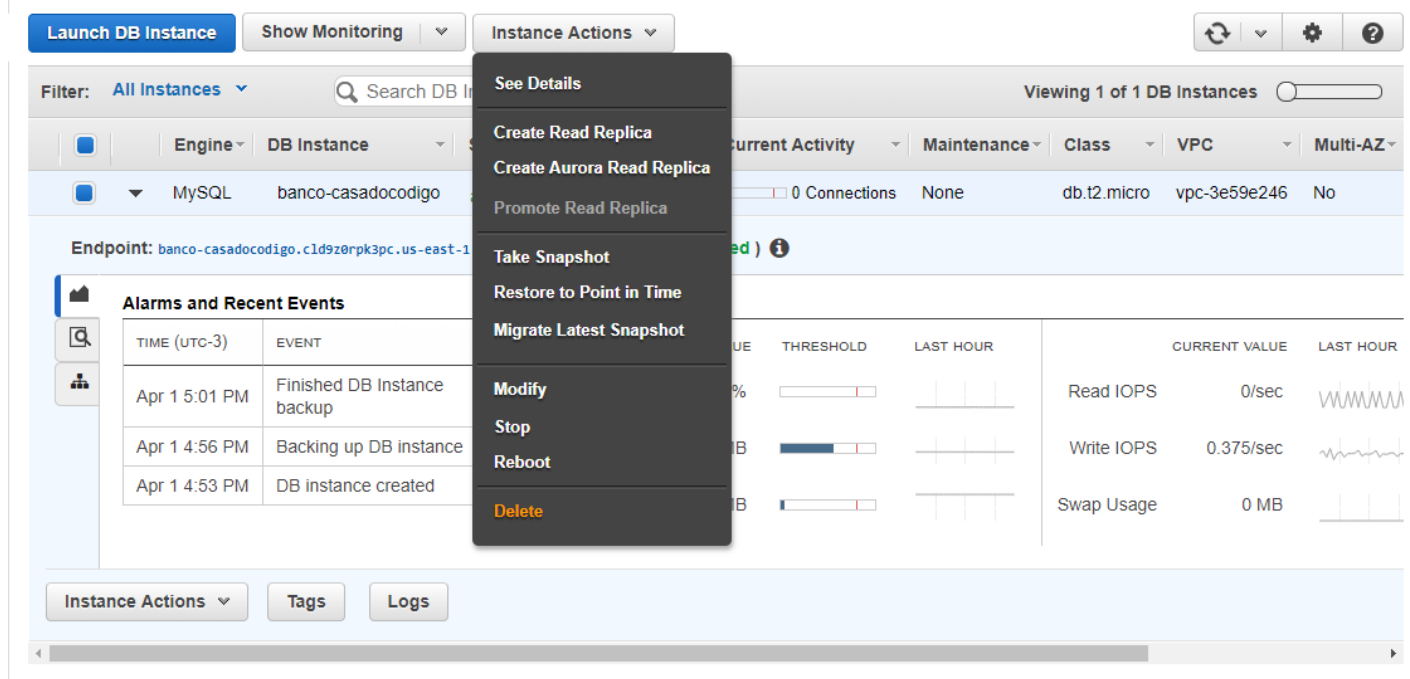 Launch DB Instance Show Monitoring Instance Actions
Filter: All Instances Search DB Viewing 1 of 1 DB Instances
Engine DB Instance Current Activity Maintenance Class VPC Multi-AZ
MySQL banco-casadocodigo 0 Connections None db.t2.micro vpc-3e59e246 No
Endpoint: banco-casadocodigo.cld9z0rpk3pc.us-east-1 ed )
See Details
Create Read Replica
Create Aurora Read Replica
Promote Read Replica
Take Snapshot
Restore to Point in Time
Migrate Latest Snapshot
Modify
Stop
Reboot
Delete
Alarms and Recent Events
TIME (UTC-3) EVENT
Apr 1 5:01 PM Finished DB Instance
backup
Apr 1 4:56 PM Backing up DB instance
Apr 1 4:53 PM DB instance created
UE THRESHOLD LAST HOUR CURRENT VALUE LAST HOUR
% Read IOPS 0/sec
IB Write IOPS 0.375/sec
IB Swap Usage 0 MB
Instance Actions Tags Logs